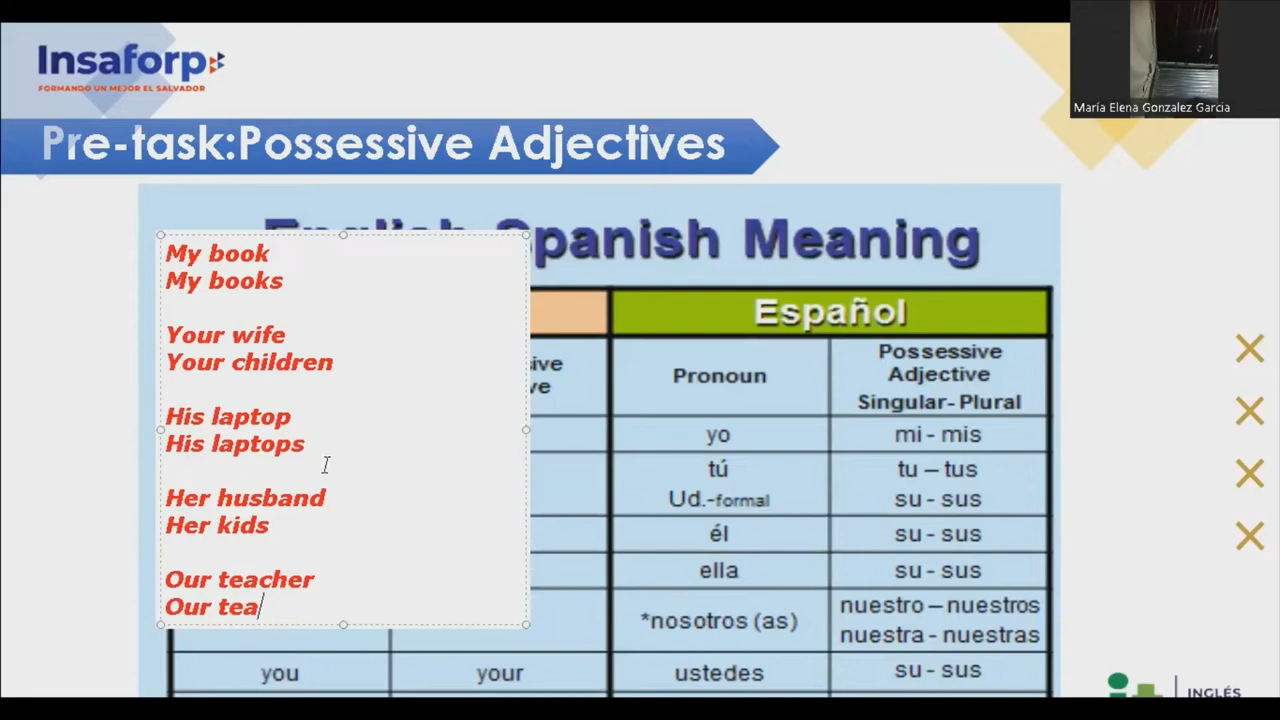 Insaforp
FORMANDO UN MEJOR EL SALVADOR
María Elena Gonzalez Garcia
Pre-task:Possessive Adjectives
Spanish Meaning
My book
My books
Your wife
Your children
His laptop
His laptops
Her husband
Her kids
Our teacher
Our tea
Español
Pronoun
Possessive
Adjective
Singular- Plural
yo
mi - mis
tú
tu – tus
Ud.-formal
su - sus
él
su - sus
ella
su - sus
*nosotros (as)
nuestro – nuestros
nuestra - nuestras
you
your
ustedes
su - sus
INGLÉS